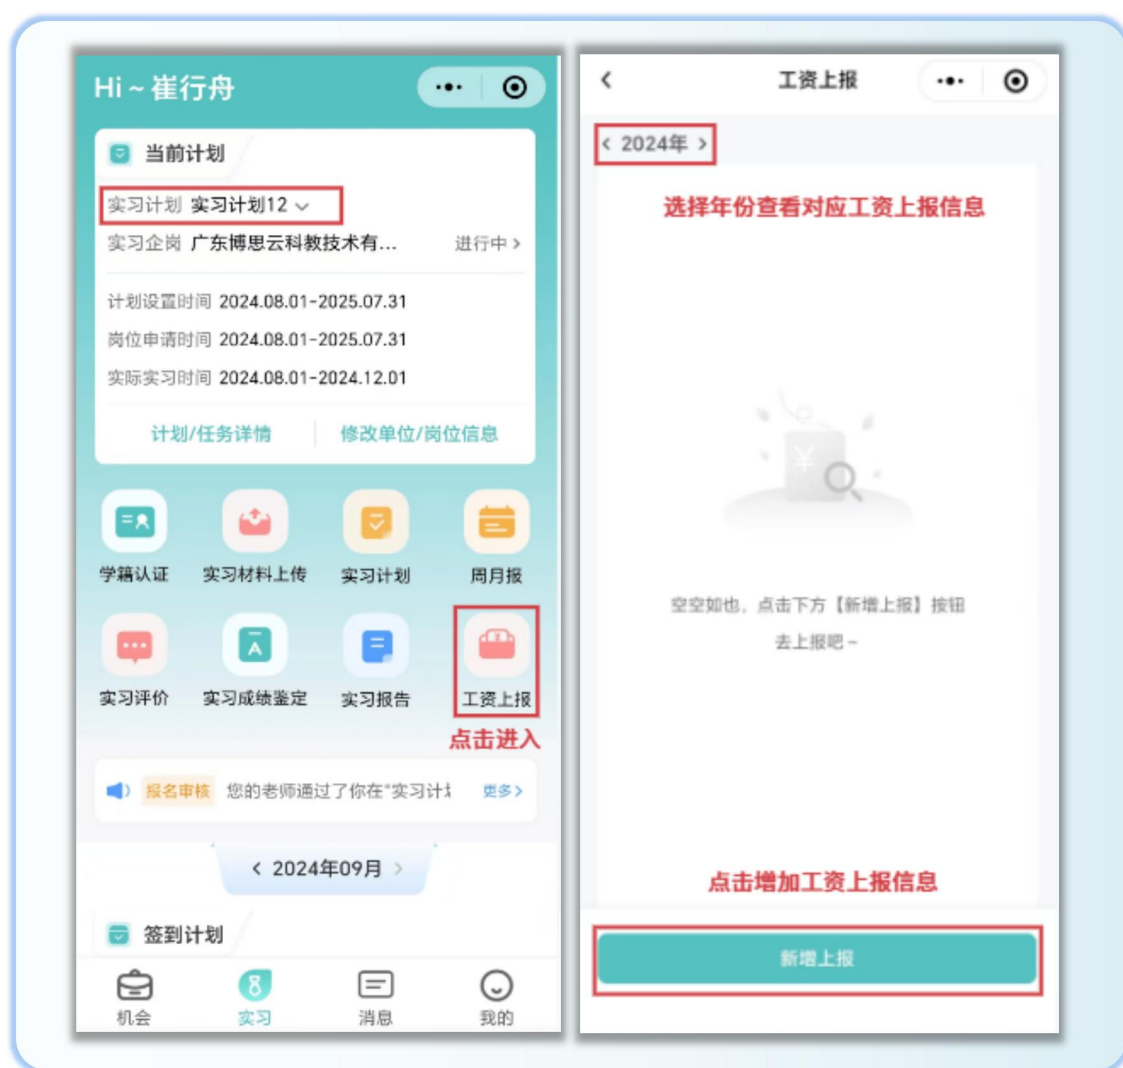 Hi ~ 崔行舟
当前计划
实习计划 实习计划12
实习企岗 广东博思云科教技术有... 进行中 >
计划设置时间 2024.08.01-2025.07.31
岗位申请时间 2024.08.01-2025.07.31
实际实习时间 2024.08.01-2024.12.01
计划/任务详情 修改单位/岗位信息
学籍认证 实习材料上传 实习计划 周月报
实习评价 实习成绩鉴定 实习报告 工资上报
点击进入
报名审核 您的老师通过了你在"实习计 更多 >
< 2024年09月 >
签到计划
机会 实习 消息 我的
< 工资上报
< 2024年 >
选择年份查看对应工资上报信息
空空如也，点击下方【新增上报】按钮
去上报吧 ~
点击增加工资上报信息
新增上报